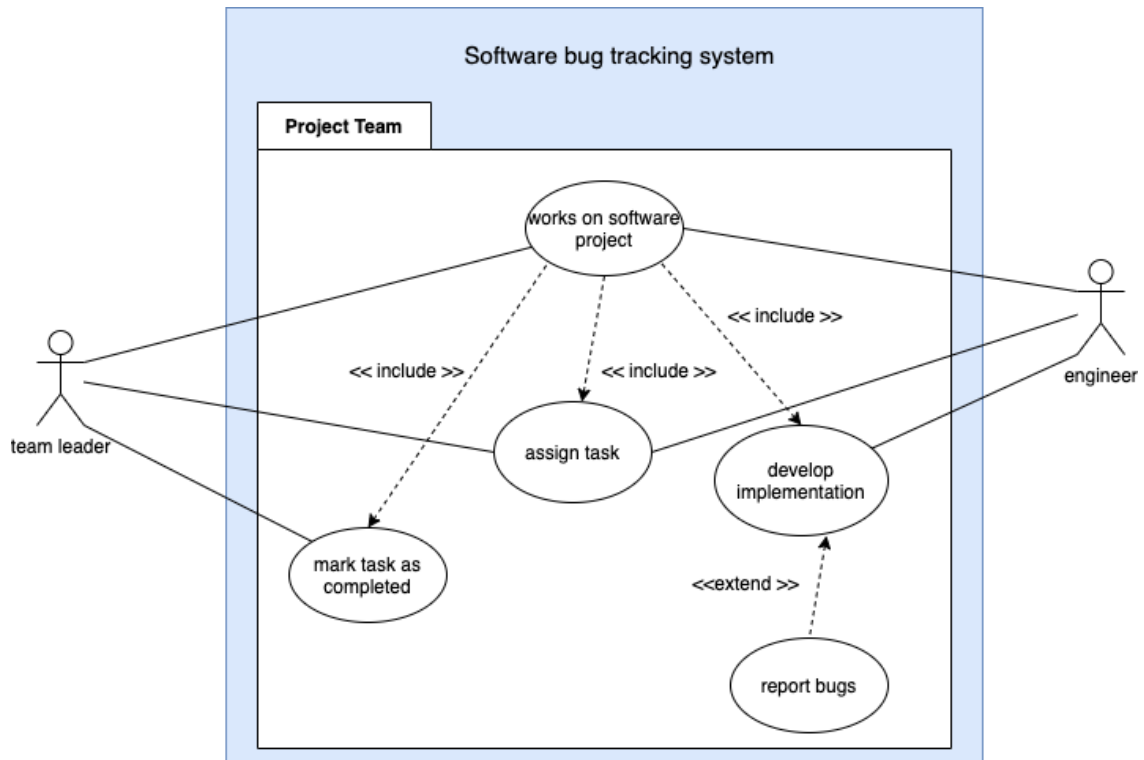 Software bug tracking system
Project Team
works on software
project
<< include >>
<< include >>
<< include >>
engineer
team leader
assign task
develop
implementation
mark task as
completed
<<extend >>
report bugs